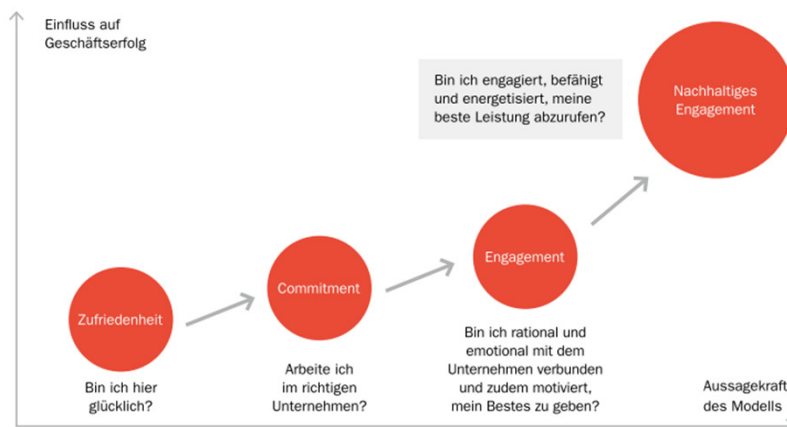 Einfluss auf
Geschäftserfolg
Bin ich engagiert, befähigt
und energetisiert, meine
beste Leistung abzurufen?
Nachhaltiges
Engagement
Engagement
Commitment
Zufriedenheit
Bin ich hier
glücklich?
Arbeite ich
im richtigen
Unternehmen?
Bin ich rational und
emotional mit dem
Unternehmen verbunden
und zudem motiviert,
mein Bestes zu geben?
Aussagekraft
des Modells